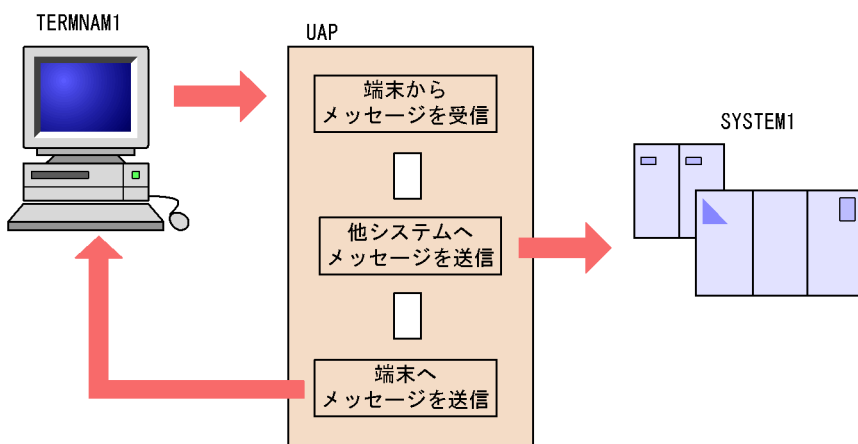 TERMNAM1
UAP
端末から
メッセージを受信
SYSTEM1
他システムへ
メッセージを送信
端末へ
メッセージを送信